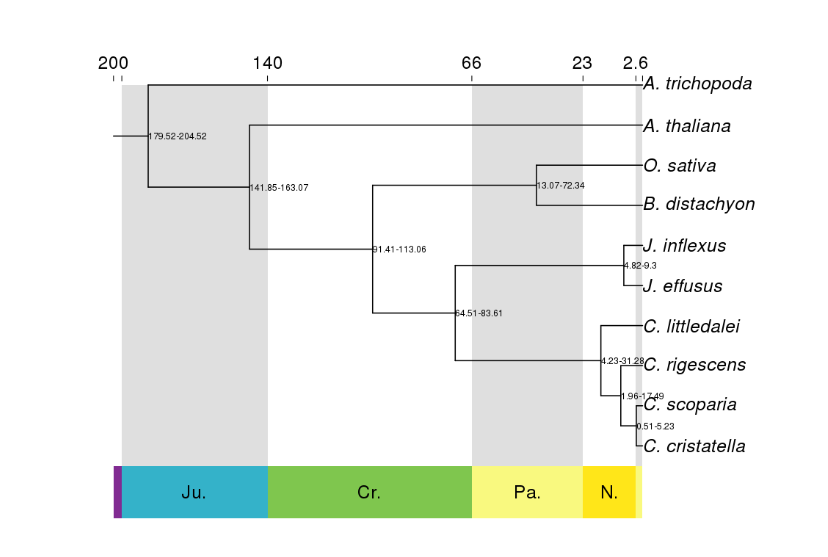 200 140 66 23 2.6
A. trichopoda
179.52-204.52
A. thaliana
141.85-163.07
O. sativa
13.07-72.34
B. distachyon
91.41-113.06
J. inflexus
4.82-9.3
J. effusus
64.51-83.61
C. littledalei
4.23-31.28
C. rigescens
1.96-17.49
C. scoparia
0.51-5.23
C. cristatella
Ju. Cr. Pa. N.